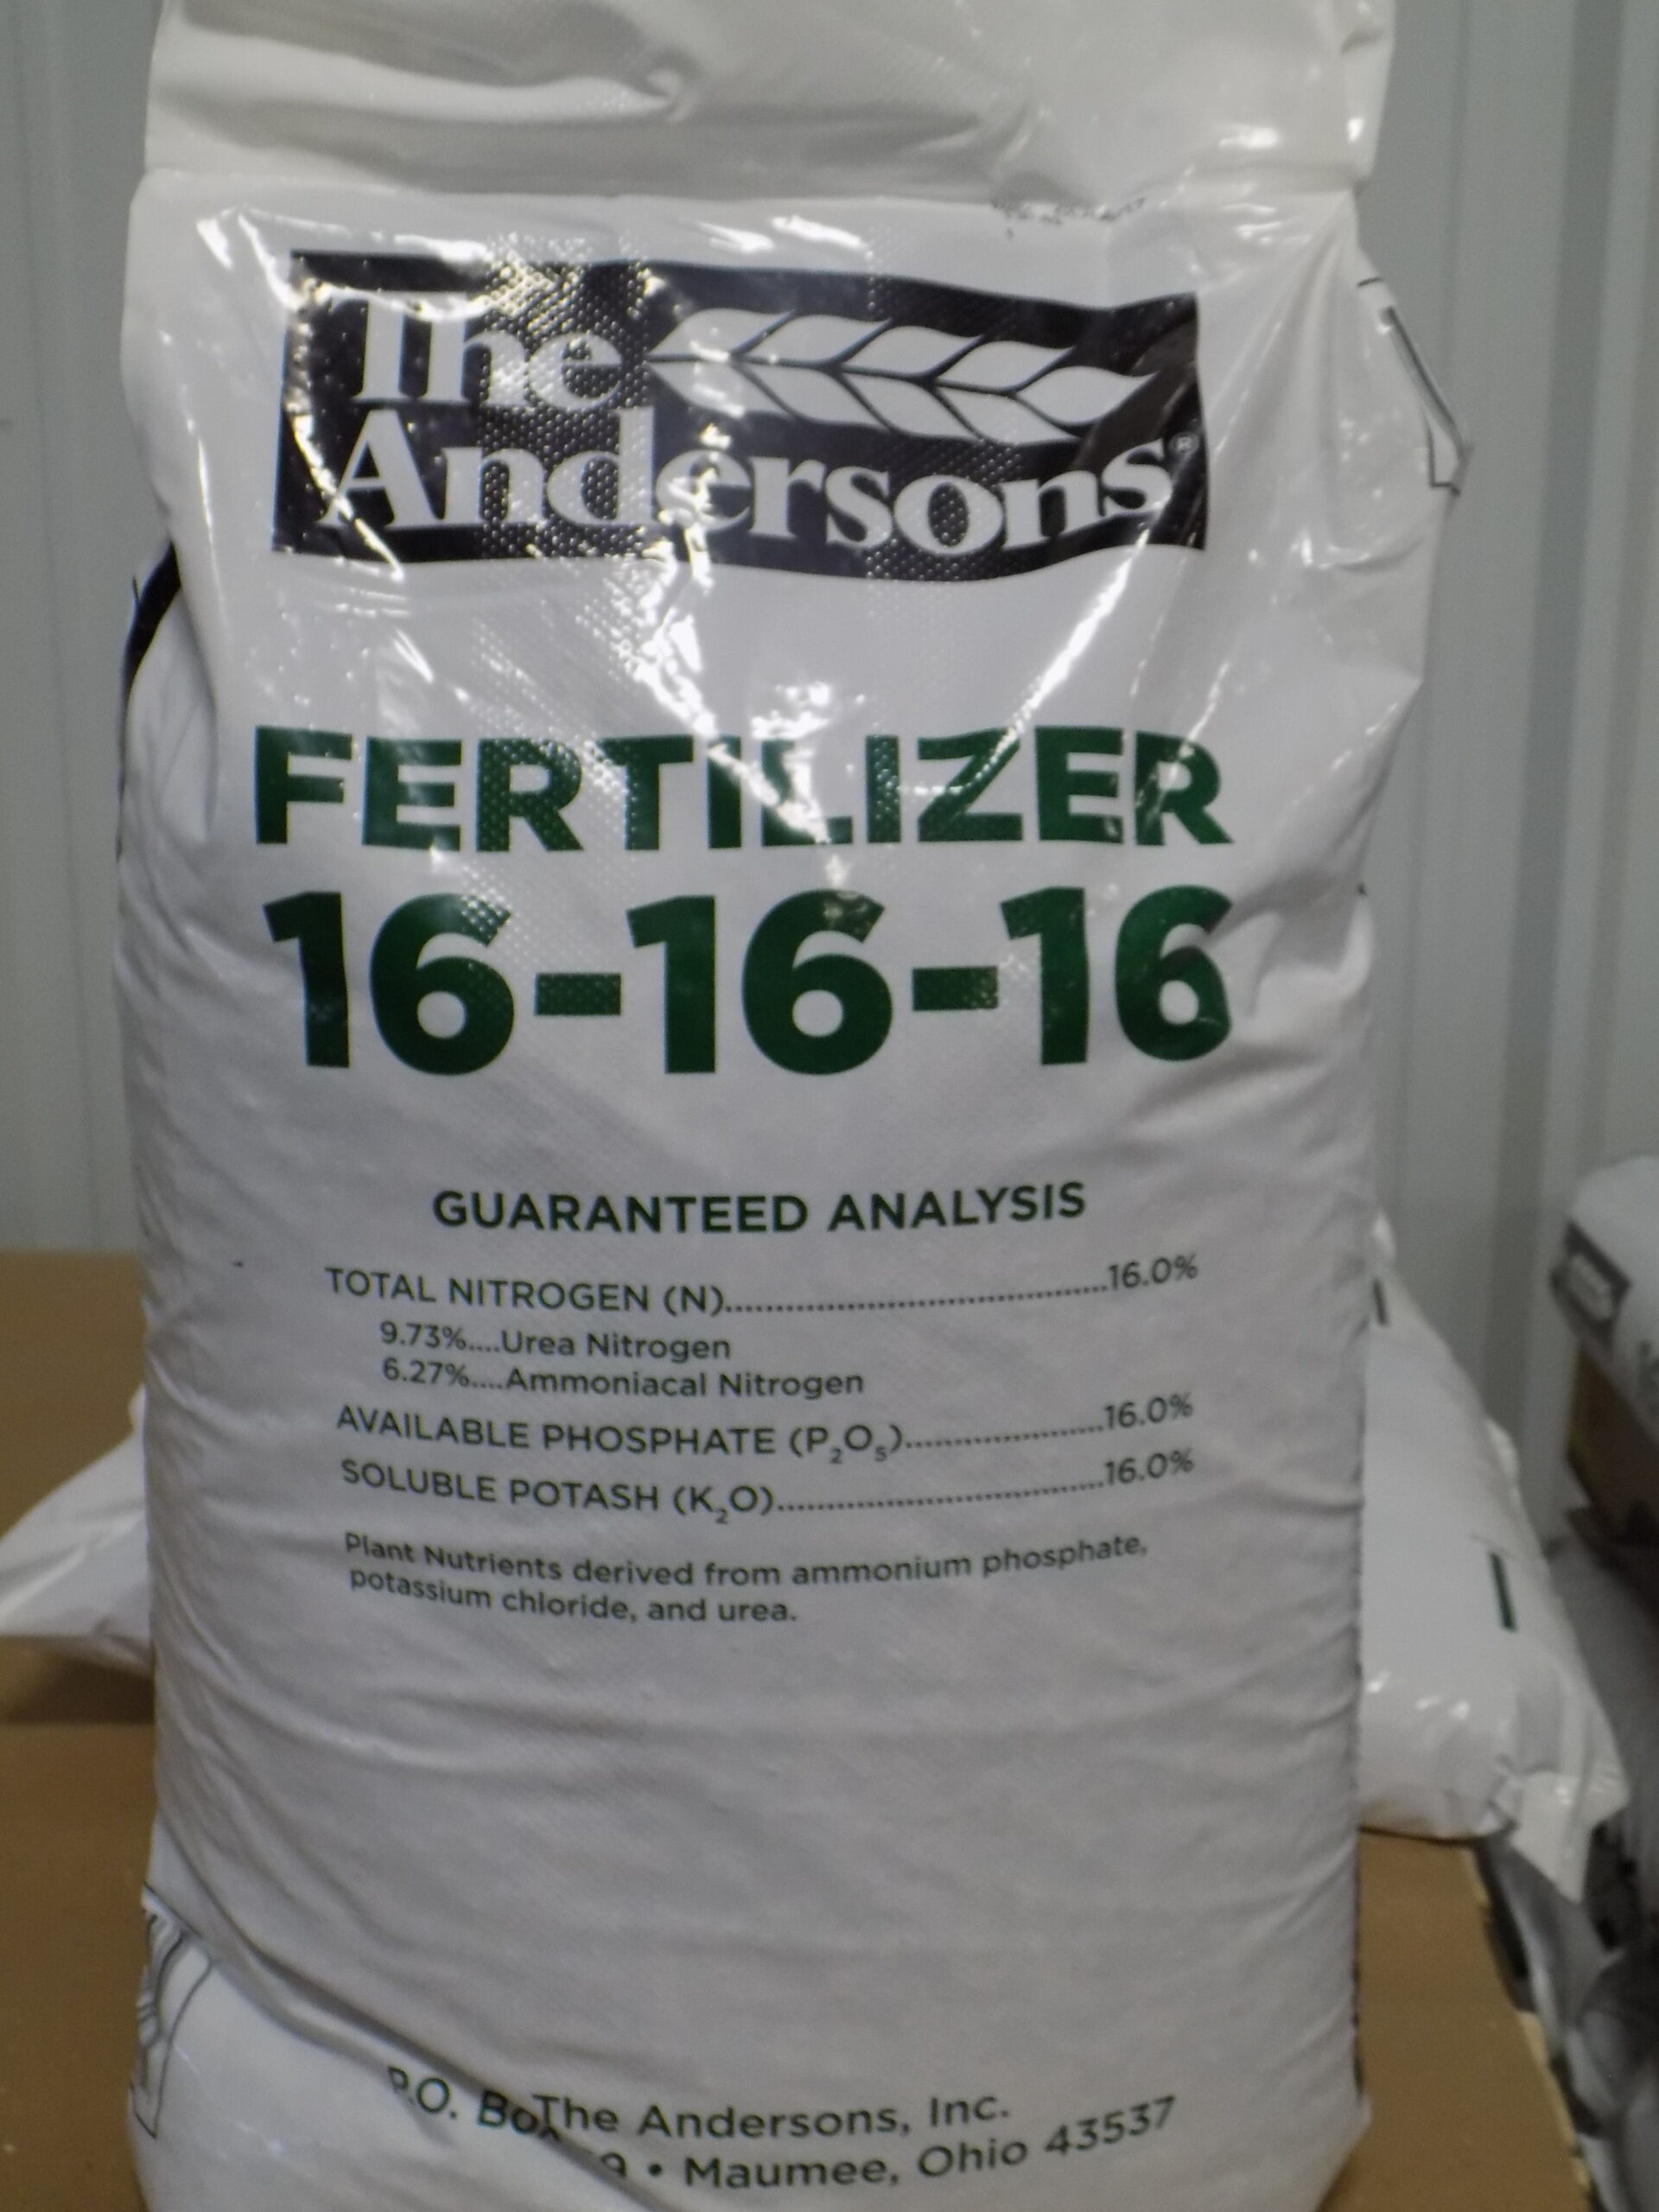 The
Andersons®
FERTILIZER
16-16-16
GUARANTEED ANALYSIS
TOTAL NITROGEN (N)......................................16.0%
9.73%....Urea Nitrogen
6.27%....Ammoniacal Nitrogen
AVAILABLE PHOSPHATE (P₂O₅)....................16.0%
SOLUBLE POTASH (K₂O)................................16.0%
Plant Nutrients derived from ammonium phosphate,
potassium chloride, and urea.
The Andersons, Inc.
P.O. Box 9 • Maumee, Ohio 43537